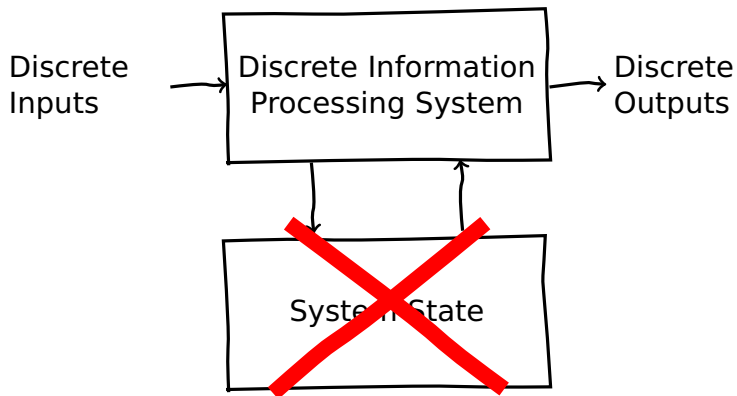 Discrete
Inputs
Discrete Information
Processing System
Discrete
Outputs
System State